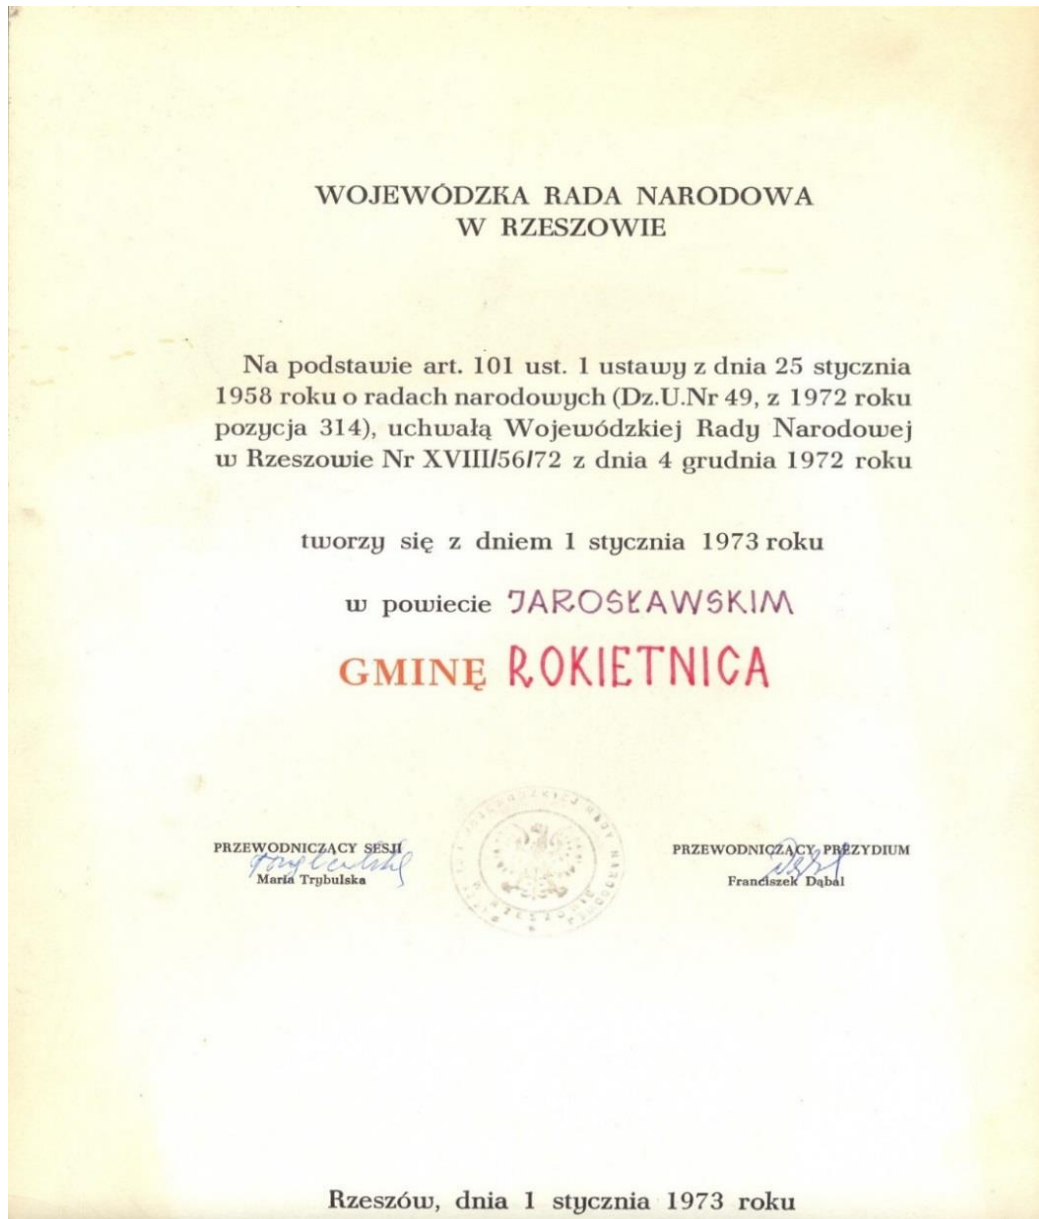 WOJEWÓDZKA RADA NARODOWA
W RZESZOWIE
Na podstawie art. 101 ust. 1 ustawy z dnia 25 stycznia
1958 roku o radach narodowych (Dz.U.Nr 49, z 1972 roku
pozycja 314), uchwałą Wojewódzkiej Rady Narodowej
w Rzeszowie Nr XVIII/56/72 z dnia 4 grudnia 1972 roku
tworzy się z dniem 1 stycznia 1973 roku
w powiecie JAROSŁAWSKIM
GMINĘ ROKIETNICA
PRZEWODNICZĄCY SESJI
Maria Trybulska
PRZEWODNICZĄCY PREZYDIUM
Franciszek Dąbal
Rzeszów, dnia 1 stycznia 1973 roku